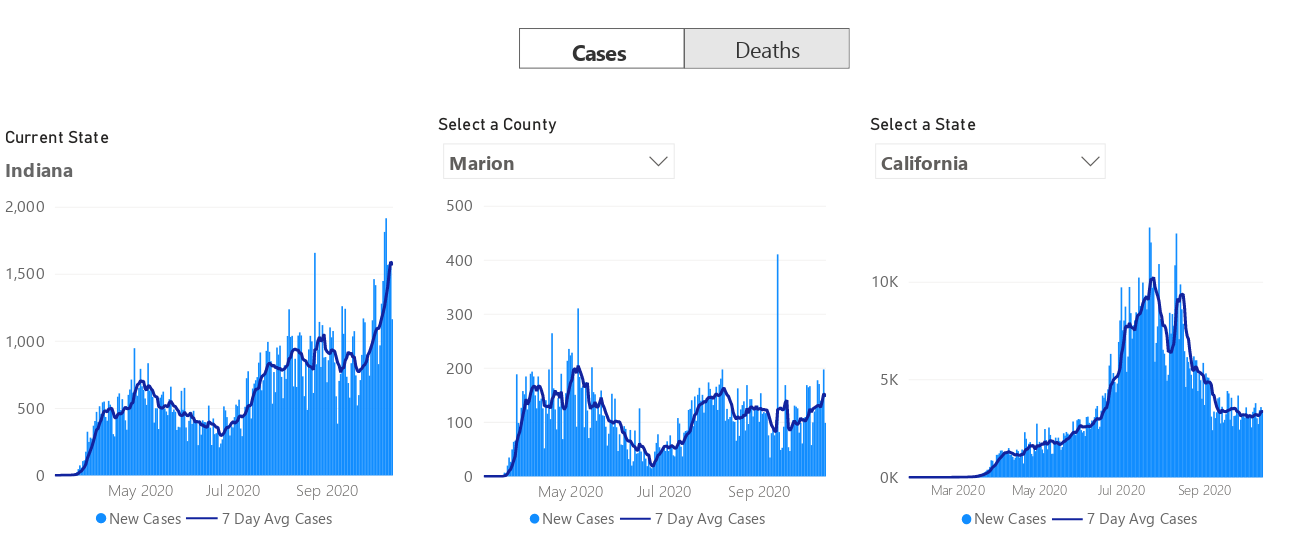 Cases Deaths
Current State
Indiana
2,000
1,500
1,000
500
0
May 2020 Jul 2020 Sep 2020
New Cases 7 Day Avg Cases
Select a County
Marion
500
400
300
200
100
0
May 2020 Jul 2020 Sep 2020
New Cases 7 Day Avg Cases
Select a State
California
10K
5K
0K
Mar 2020 May 2020 Jul 2020 Sep 2020
New Cases 7 Day Avg Cases